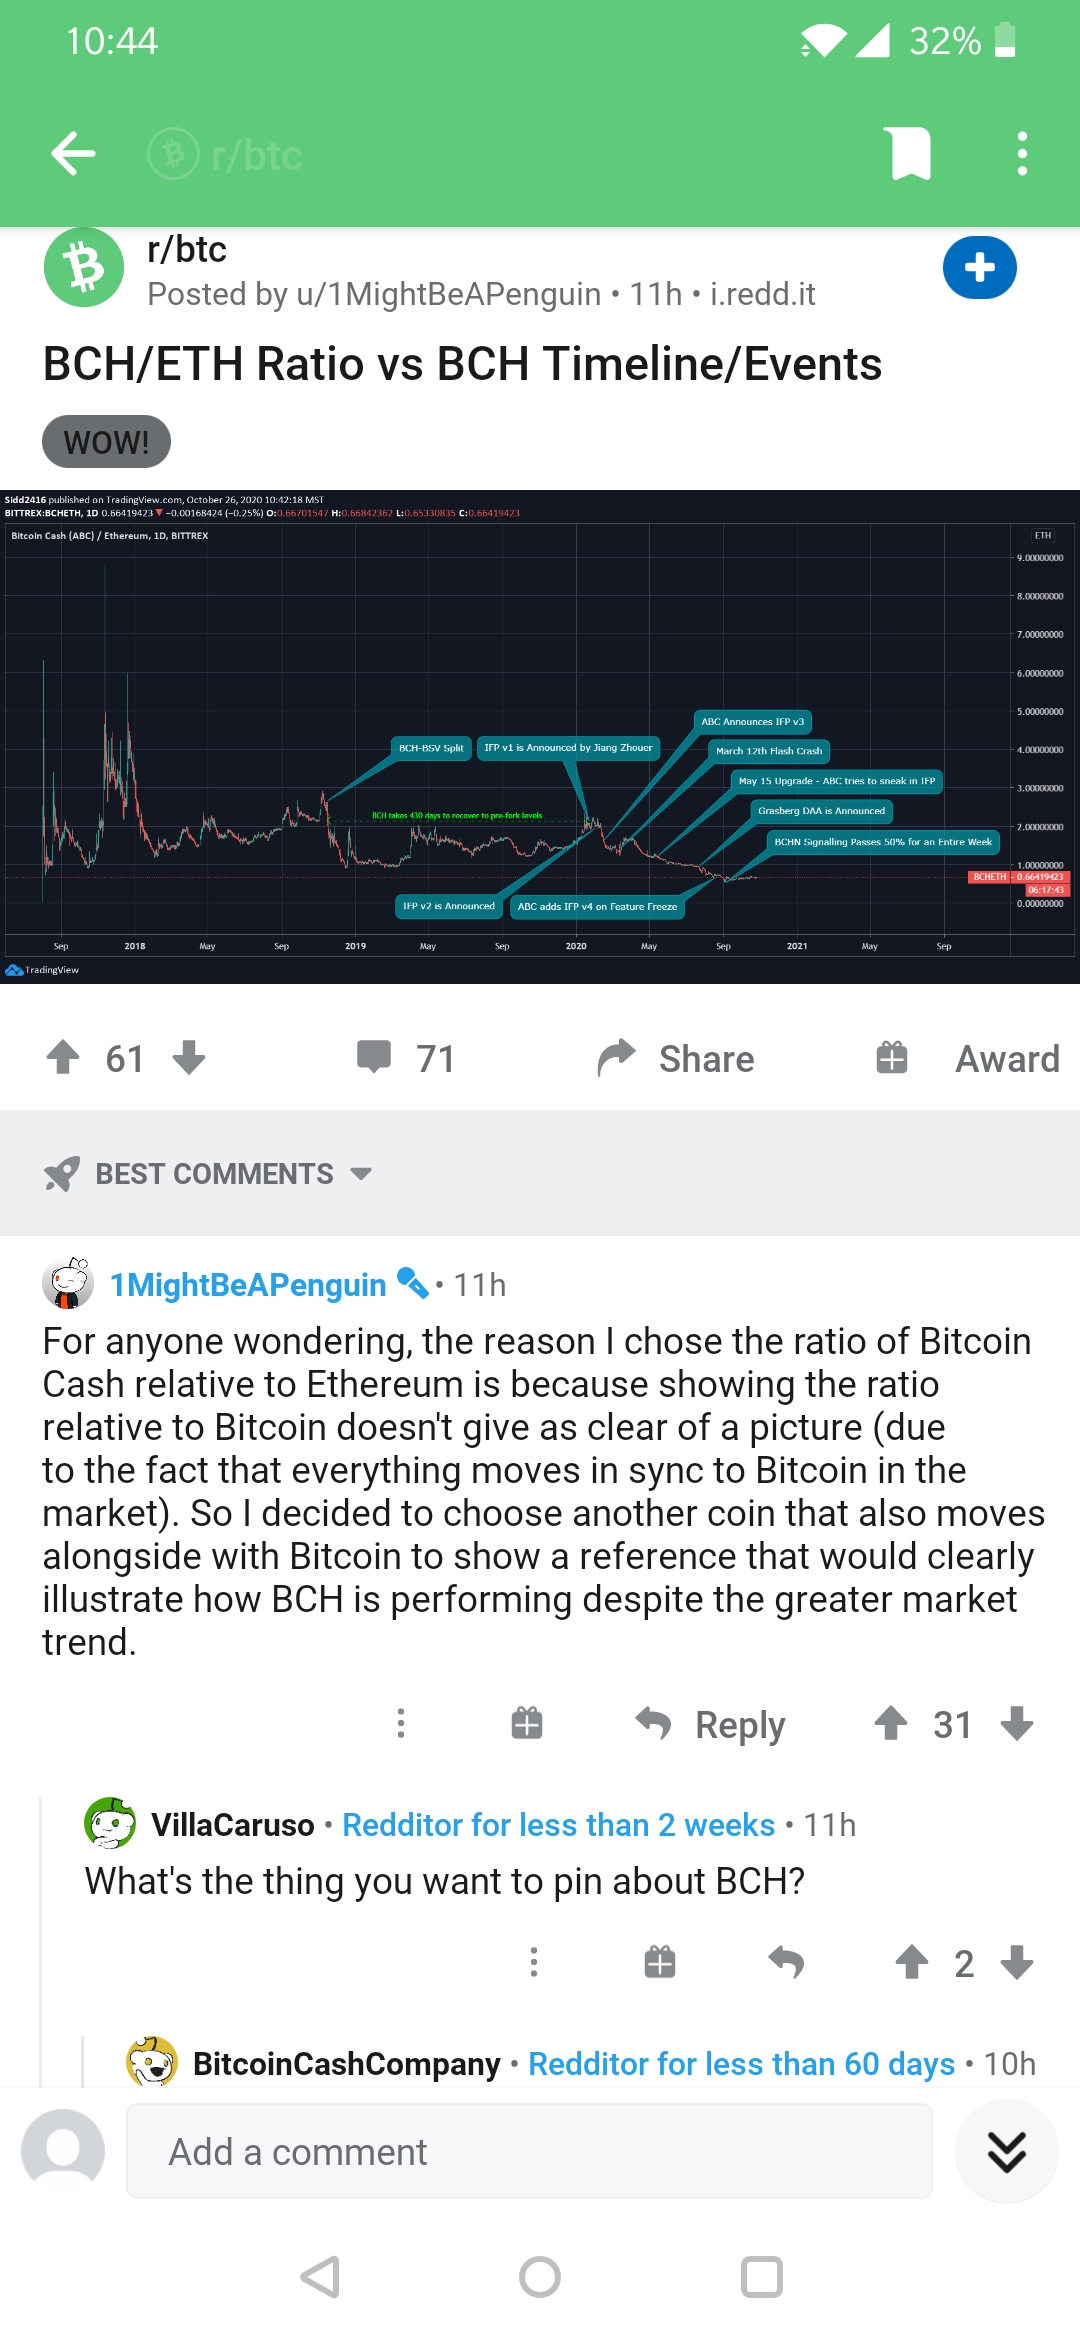 10:44
32%
r/btc
r/btc
Posted by u/1MightBeAPenguin • 11h • i.redd.it
BCH/ETH Ratio vs BCH Timeline/Events
WOW!
Sidd2416 published on TradingView.com, October 26, 2020 10:42:18 MST
BITTREX:BCHETH, 1D 0.66419423 ▼ −0.00168424 (−0.25%) O:0.66701547 H:0.66842362 L:0.65330835 C:0.66419423
Bitcoin Cash (ABC) / Ethereum, 1D, BITTREX
ETH
9.00000000
8.00000000
7.00000000
6.00000000
5.00000000
4.00000000
3.00000000
2.00000000
1.00000000
BCHETH 0.66419423
06:17:43
0.00000000
ABC Announces IFP v3
BCH-BSV Split
IFP v1 is Announced by Jiang Zhouer
March 12th Flash Crash
May 15 Upgrade - ABC tries to sneak in IFP
Grasberg DAA is Announced
BCH takes 430 days to recover to pre-fork levels
BCHN Signalling Passes 50% for an Entire Week
IFP v2 is Announced
ABC adds IFP v4 on Feature Freeze
Sep 2018 May Sep 2019 May Sep 2020 May Sep 2021 May Sep
TradingView
61
71
Share
Award
BEST COMMENTS
1MightBeAPenguin • 11h
For anyone wondering, the reason I chose the ratio of Bitcoin
Cash relative to Ethereum is because showing the ratio
relative to Bitcoin doesn't give as clear of a picture (due
to the fact that everything moves in sync to Bitcoin in the
market). So I decided to choose another coin that also moves
alongside with Bitcoin to show a reference that would clearly
illustrate how BCH is performing despite the greater market
trend.
Reply
31
VillaCaruso • Redditor for less than 2 weeks • 11h
What's the thing you want to pin about BCH?
2
BitcoinCashCompany • Redditor for less than 60 days • 10h
Add a comment